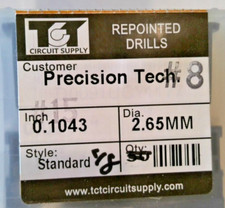 TCT
CIRCUIT SUPPLY
REPOINTED
DRILLS
Customer
Precision Tech.
#8
#15
Inch
0.1043
Dia.
2.65MM
Style:
Standard
Qty:
www.tctcircuitsupply.com